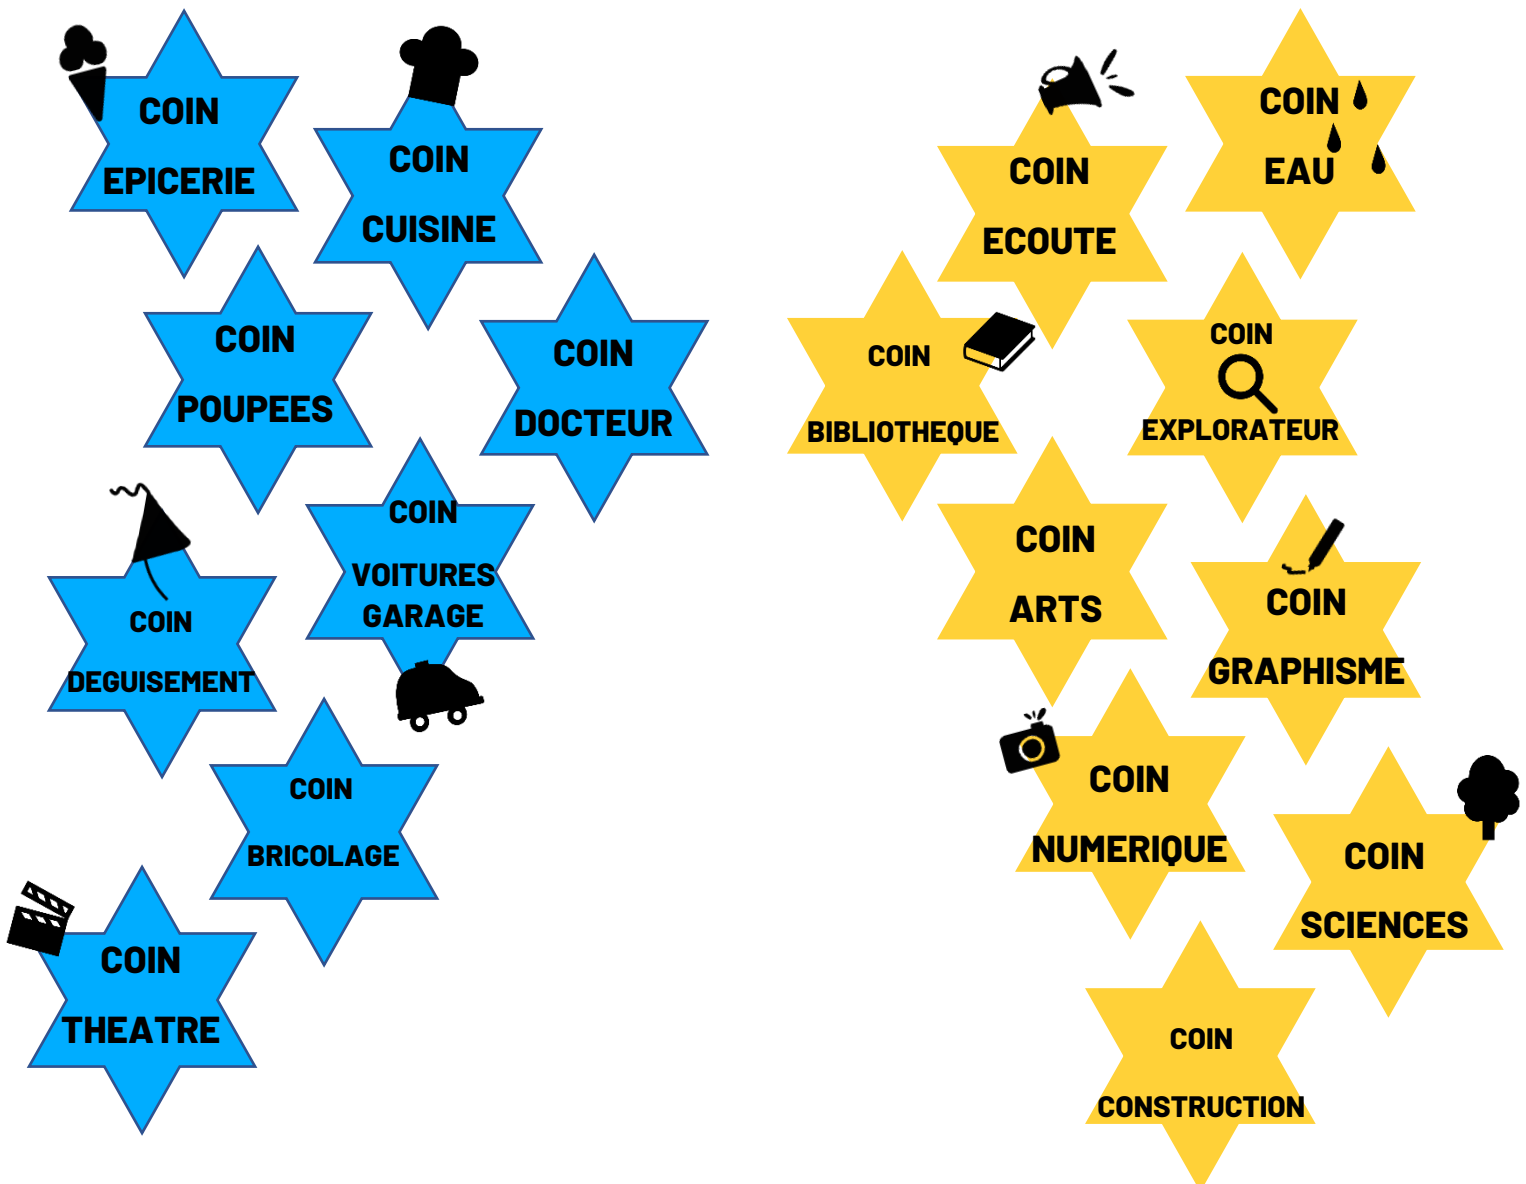 COIN
EPICERIE
COIN
CUISINE
COIN
POUPEES
COIN
DOCTEUR
COIN
VOITURES
GARAGE
COIN
DEGUISEMENT
COIN
BRICOLAGE
COIN
THEATRE
COIN
ECOUTE
COIN
EAU
COIN
BIBLIOTHEQUE
COIN
EXPLORATEUR
COIN
ARTS
COIN
GRAPHISME
COIN
NUMERIQUE
COIN
SCIENCES
COIN
CONSTRUCTION